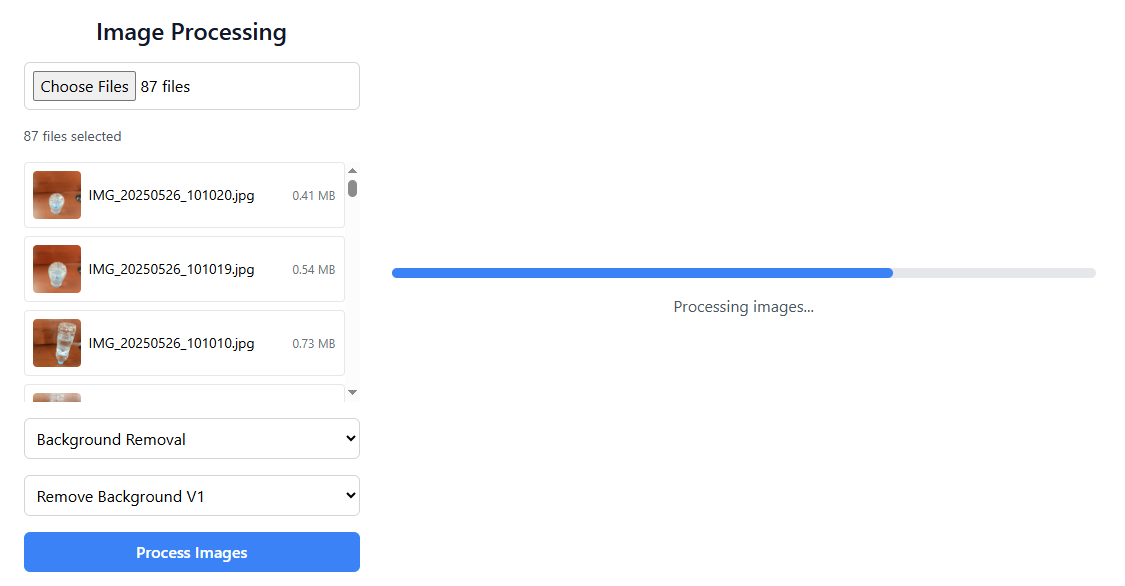 Image Processing
Choose Files 87 files
87 files selected
IMG_20250526_101020.jpg 0.41 MB
IMG_20250526_101019.jpg 0.54 MB
IMG_20250526_101010.jpg 0.73 MB
Processing images...
Background Removal
Remove Background V1
Process Images